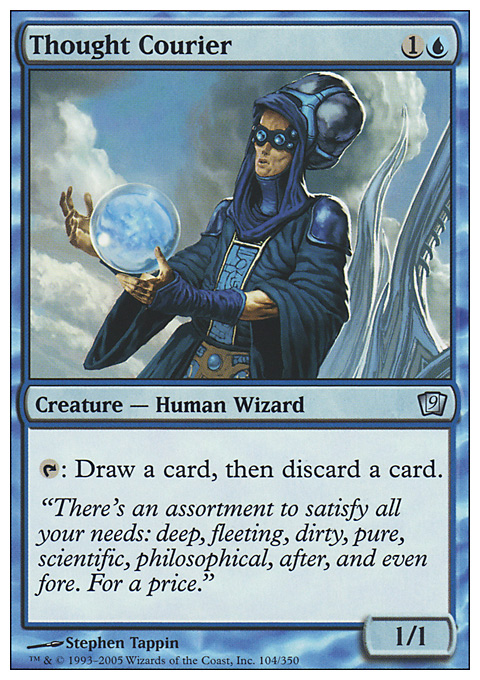 Thought Courier
1
Creature — Human Wizard
9
: Draw a card, then discard a card.
“There’s an assortment to satisfy all
your needs: deep, fleeting, dirty, pure,
scientific, philosophical, after, and even
fore. For a price.”
1/1
Stephen Tappin
™ & © 1993–2005 Wizards of the Coast, Inc. 104/350